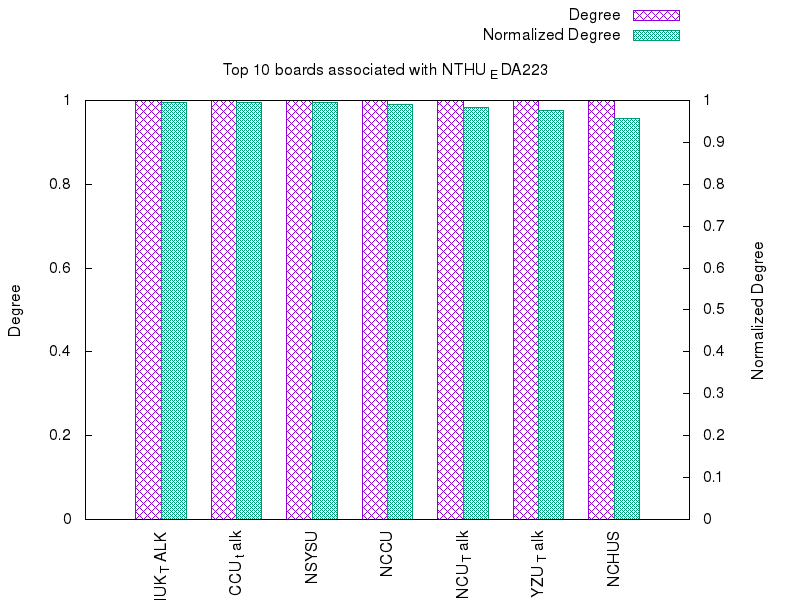 Degree
Normalized Degree
Top 10 boards associated with NTHU_EDA223
1 1
0.9
0.8 0.8
0.7
0.6 0.6
0.5
0.4 0.4
0.3
0.2 0.2
0.1
0 0
Degree
Normalized Degree
CCU_talk
NSYSU
NCCU
NCU_Talk
YZU_Talk
NCHUS